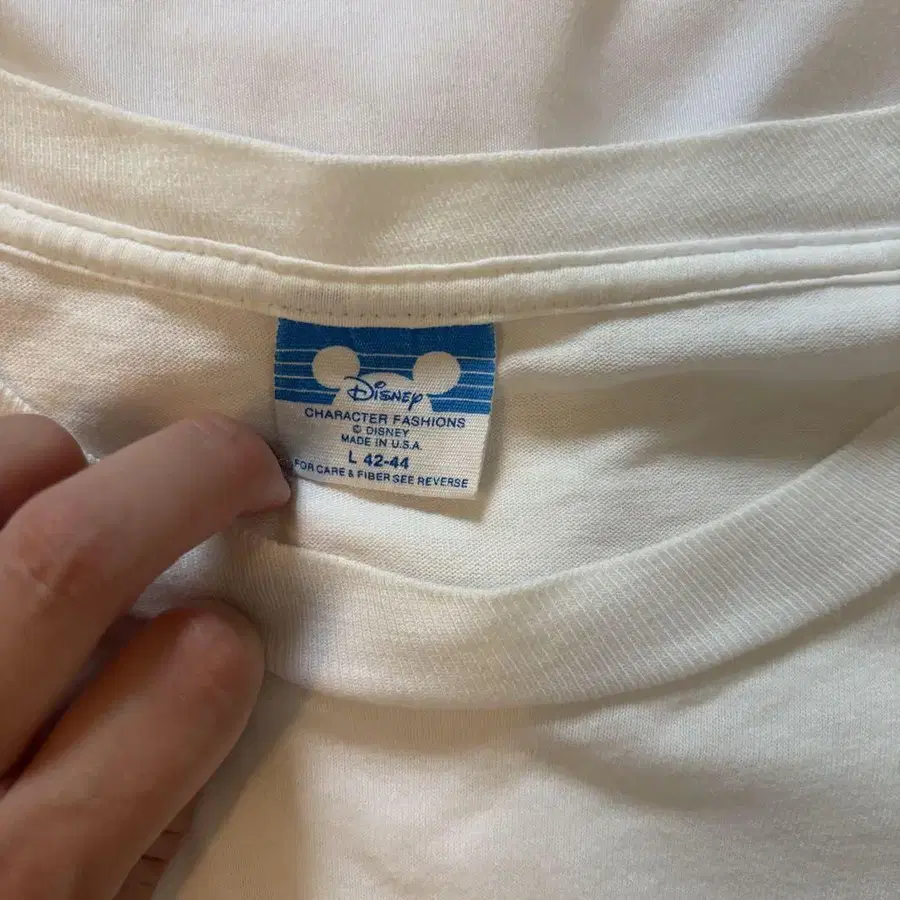 Disney
CHARACTER FASHIONS
© DISNEY
MADE IN U.S.A.
L 42-44
FOR CARE & FIBER SEE REVERSE